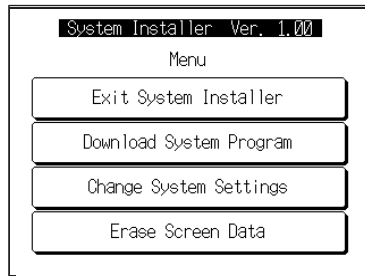 System Installer Ver. 1.00
Menu
Exit System Installer
Download System Program
Change System Settings
Erase Screen Data